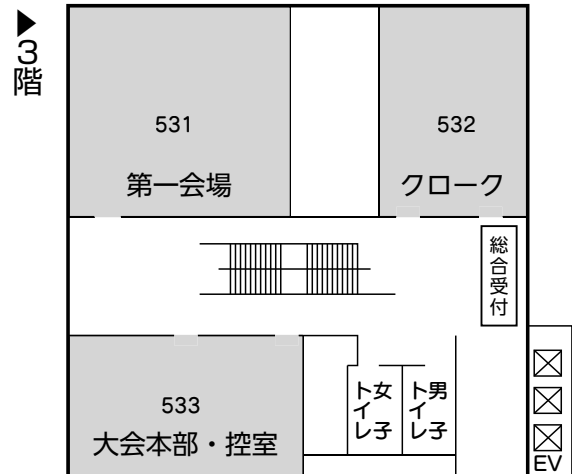 ▶3階
531
第一会場
532
クローク
総合受付
533
大会本部・控室
女子トイレ
男子トイレ
EV